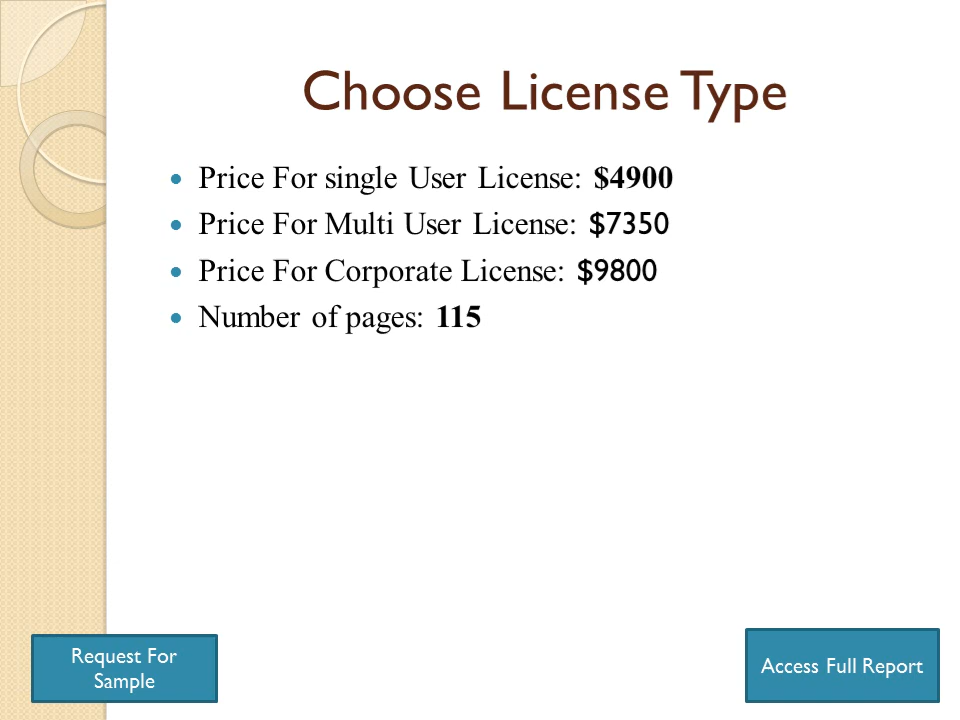 Choose License Type
Price For single User License: $4900
Price For Multi User License: $7350
Price For Corporate License: $9800
Number of pages: 115
Request For
Sample
Access Full Report